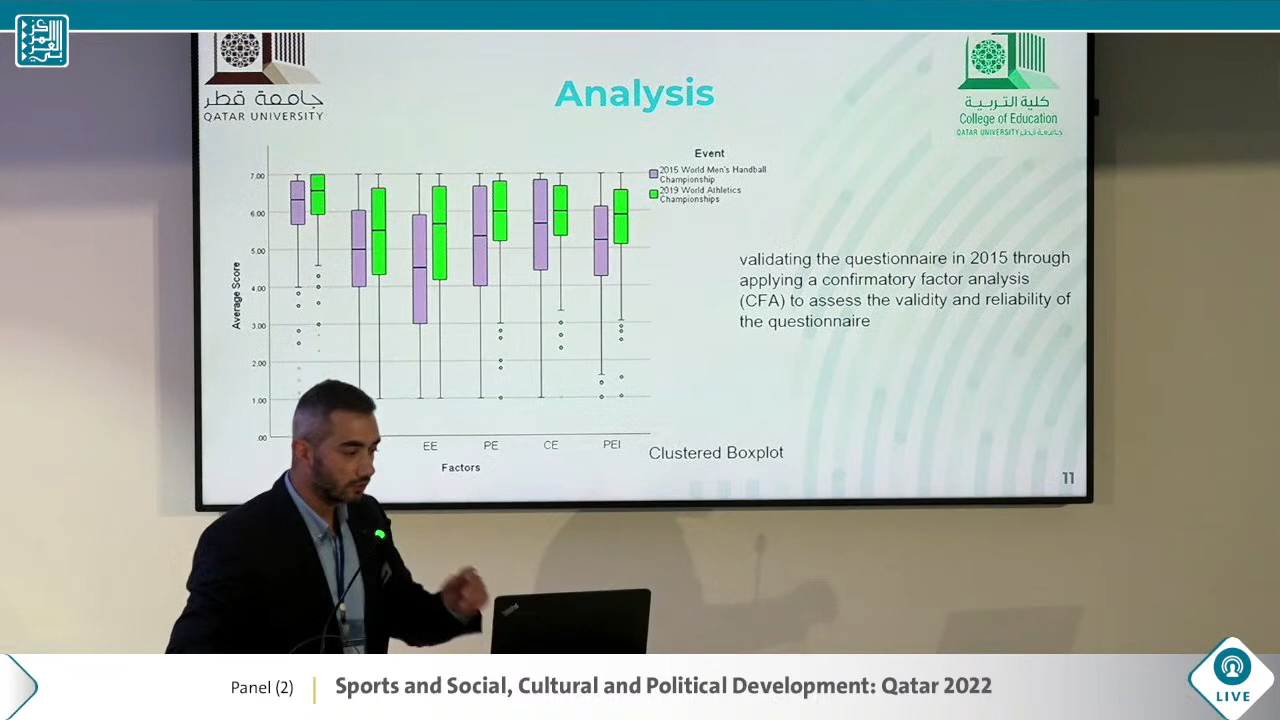 جامعة قطر
QATAR UNIVERSITY
Analysis
كلية التربية
College of Education
QATAR UNIVERSITY جامعة قطر
Event
2015 World Men's Handball
Championship
2019 World Athletics
Championships
7.00
6.00
5.00
4.00
3.00
2.00
1.00
.00
Average Score
EE PE CE PEI
Factors
Clustered Boxplot
validating the questionnaire in 2015 through
applying a confirmatory factor analysis
(CFA) to assess the validity and reliability of
the questionnaire
11
Panel (2)
Sports and Social, Cultural and Political Development: Qatar 2022
LIVE